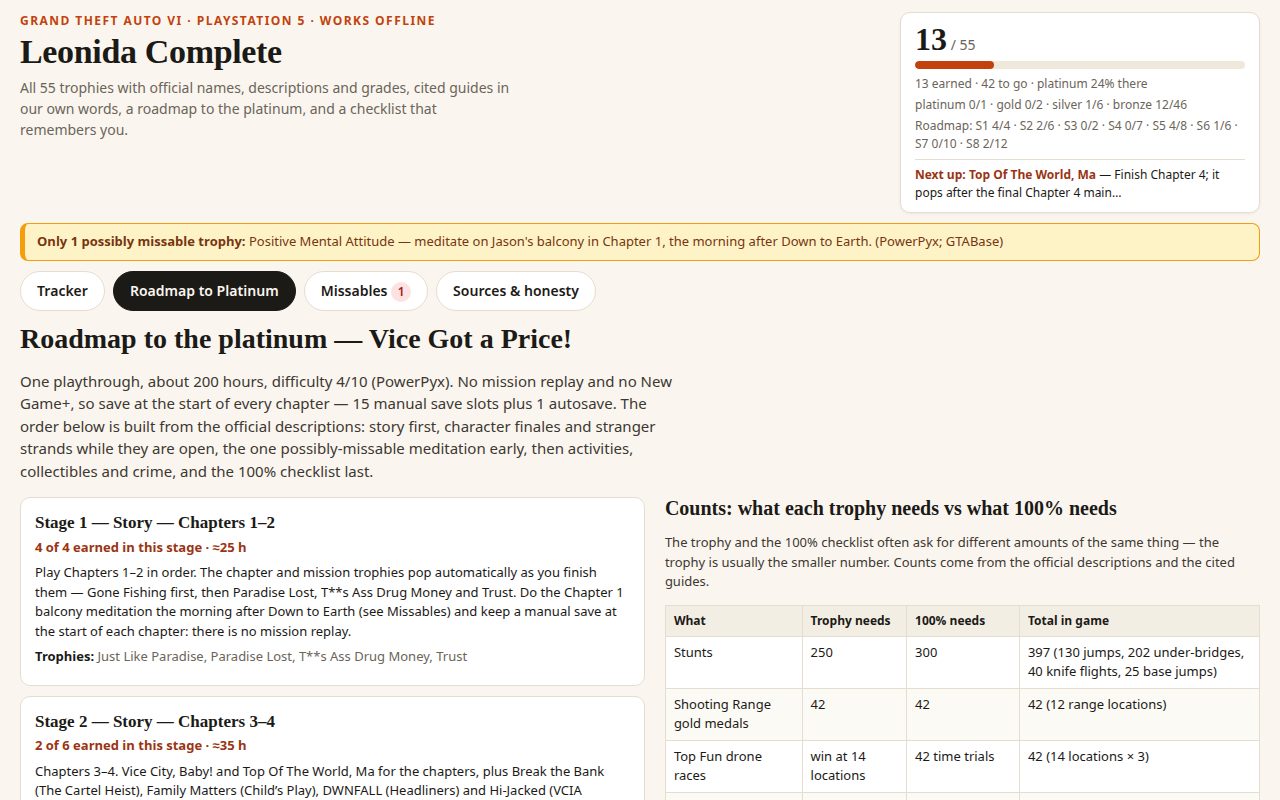 GRAND THEFT AUTO VI · PLAYSTATION 5 · WORKS OFFLINE
Leonida Complete
All 55 trophies with official names, descriptions and grades, cited guides in
our own words, a roadmap to the platinum, and a checklist that
remembers you.
13 / 55
13 earned · 42 to go · platinum 24% there
platinum 0/1 · gold 0/2 · silver 1/6 · bronze 12/46
Roadmap: S1 4/4 · S2 2/6 · S3 0/2 · S4 0/7 · S5 4/8 · S6 1/6 ·
S7 0/10 · S8 2/12
Next up: Top Of The World, Ma — Finish Chapter 4; it
pops after the final Chapter 4 main…
Only 1 possibly missable trophy: Positive Mental Attitude — meditate on Jason's balcony in Chapter 1, the morning after Down to Earth. (PowerPyx; GTABase)
Tracker
Roadmap to Platinum
Missables 1
Sources & honesty
Roadmap to the platinum — Vice Got a Price!
One playthrough, about 200 hours, difficulty 4/10 (PowerPyx). No mission replay and no New
Game+, so save at the start of every chapter — 15 manual save slots plus 1 autosave. The
order below is built from the official descriptions: story first, character finales and stranger
strands while they are open, the one possibly-missable meditation early, then activities,
collectibles and crime, and the 100% checklist last.
Stage 1 — Story — Chapters 1–2
4 of 4 earned in this stage · ≈25 h
Play Chapters 1–2 in order. The chapter and mission trophies pop automatically as you finish
them — Gone Fishing first, then Paradise Lost, T**s Ass Drug Money and Trust. Do the Chapter 1
balcony meditation the morning after Down to Earth (see Missables) and keep a manual save at
the start of each chapter: there is no mission replay.
Trophies: Just Like Paradise, Paradise Lost, T**s Ass Drug Money, Trust
Stage 2 — Story — Chapters 3–4
2 of 6 earned in this stage · ≈35 h
Chapters 3–4. Vice City, Baby! and Top Of The World, Ma for the chapters, plus Break the Bank
(The Cartel Heist), Family Matters (Child’s Play), DWNFALL (Headliners) and Hi-Jacked (VCIA
Counts: what each trophy needs vs what 100% needs
The trophy and the 100% checklist often ask for different amounts of the same thing — the
trophy is usually the smaller number. Counts come from the official descriptions and the cited
guides.
What Trophy needs 100% needs Total in game
Stunts 250 300 397 (130 jumps, 202 under-bridges,
40 knife flights, 25 base jumps)
Shooting Range 42 42 42 (12 range locations)
gold medals
Top Fun drone win at 14 42 time trials 42 (14 locations × 3)
races locations